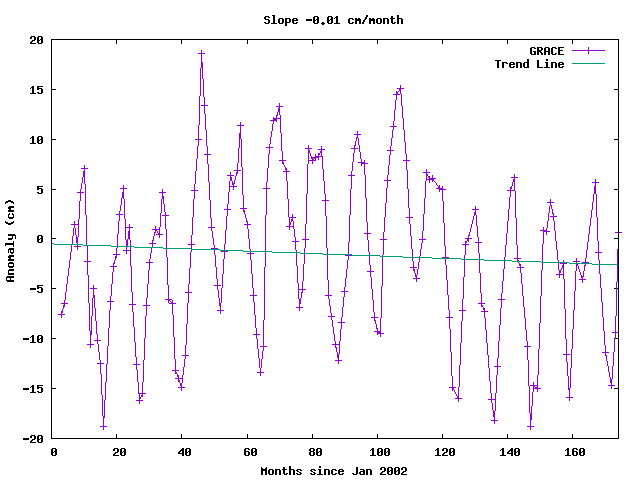 Slope -0.01 cm/month
GRACE
Trend Line
20
15
10
5
0
-5
-10
-15
-20
Anomaly (cm)
0 20 40 60 80 100 120 140 160
Months since Jan 2002